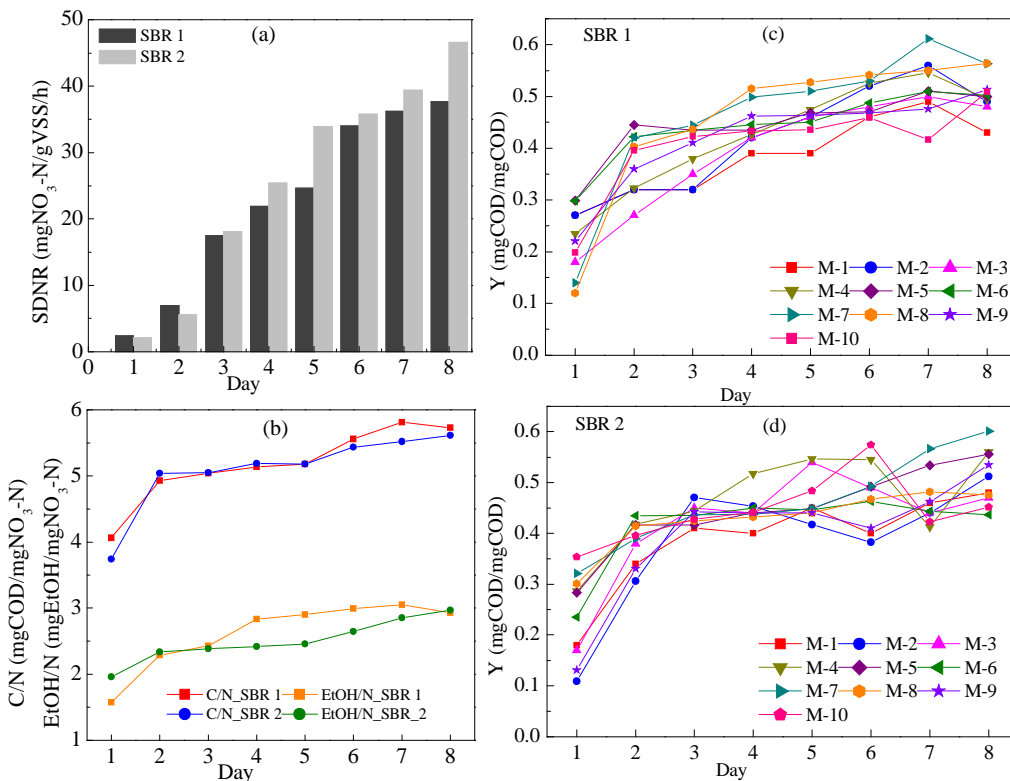 (a)
SBR 1
SBR 2
SDNR (mgNO3-N/gVSS/h)
50
40
30
20
10
0
0 1 2 3 4 5 6 7 8
Day
(b)
C/N (mgCOD/mgNO3-N)
EtOH/N (mgEtOH/mgNO3-N)
6
5
4
3
2
1
C/N_SBR 1 EtOH/N_SBR 1
C/N_SBR 2 EtOH/N_SBR_2
1 2 3 4 5 6 7 8
Day
SBR 1
(c)
Y (mgCOD/mgCOD)
0.6
0.5
0.4
0.3
0.2
0.1
0.0
M-1 M-2 M-3
M-4 M-5 M-6
M-7 M-8 M-9
M-10
1 2 3 4 5 6 7 8
Day
SBR 2
(d)
Y (mgCOD/mgCOD)
0.6
0.5
0.4
0.3
0.2
0.1
0.0
M-1 M-2 M-3
M-4 M-5 M-6
M-7 M-8 M-9
M-10
1 2 3 4 5 6 7 8
Day